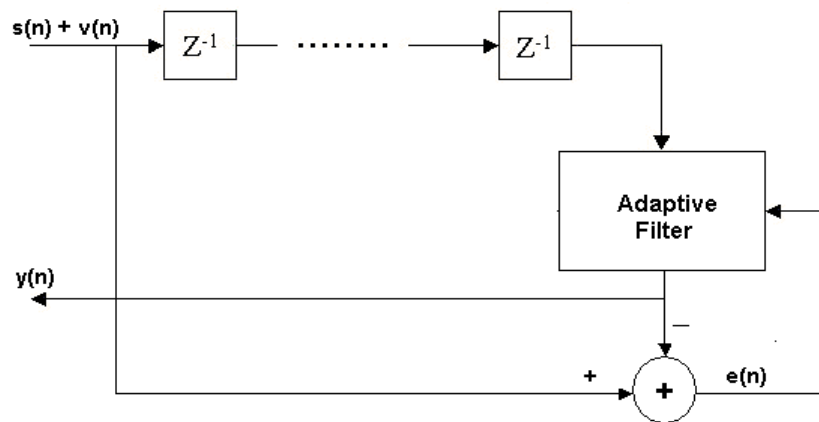 s(n) + v(n)
Z⁻¹
........
Z⁻¹
Adaptive
Filter
y(n)
–
+
+
e(n)